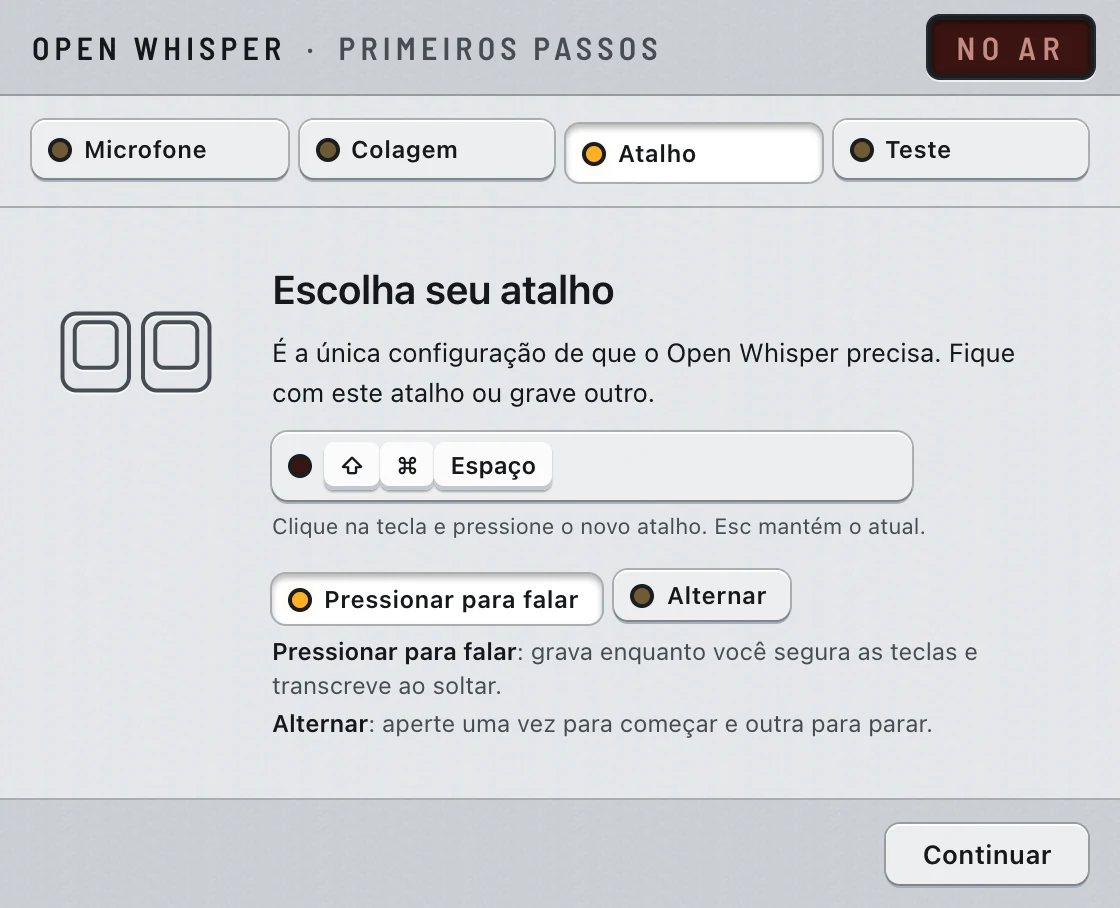 OPEN WHISPER · PRIMEIROS PASSOS
NO AR
Microfone
Colagem
Atalho
Teste
Escolha seu atalho
É a única configuração de que o Open Whisper precisa. Fique
com este atalho ou grave outro.
⇧ ⌘ Espaço
Clique na tecla e pressione o novo atalho. Esc mantém o atual.
Pressionar para falar
Alternar
Pressionar para falar: grava enquanto você segura as teclas e
transcreve ao soltar.
Alternar: aperte uma vez para começar e outra para parar.
Continuar